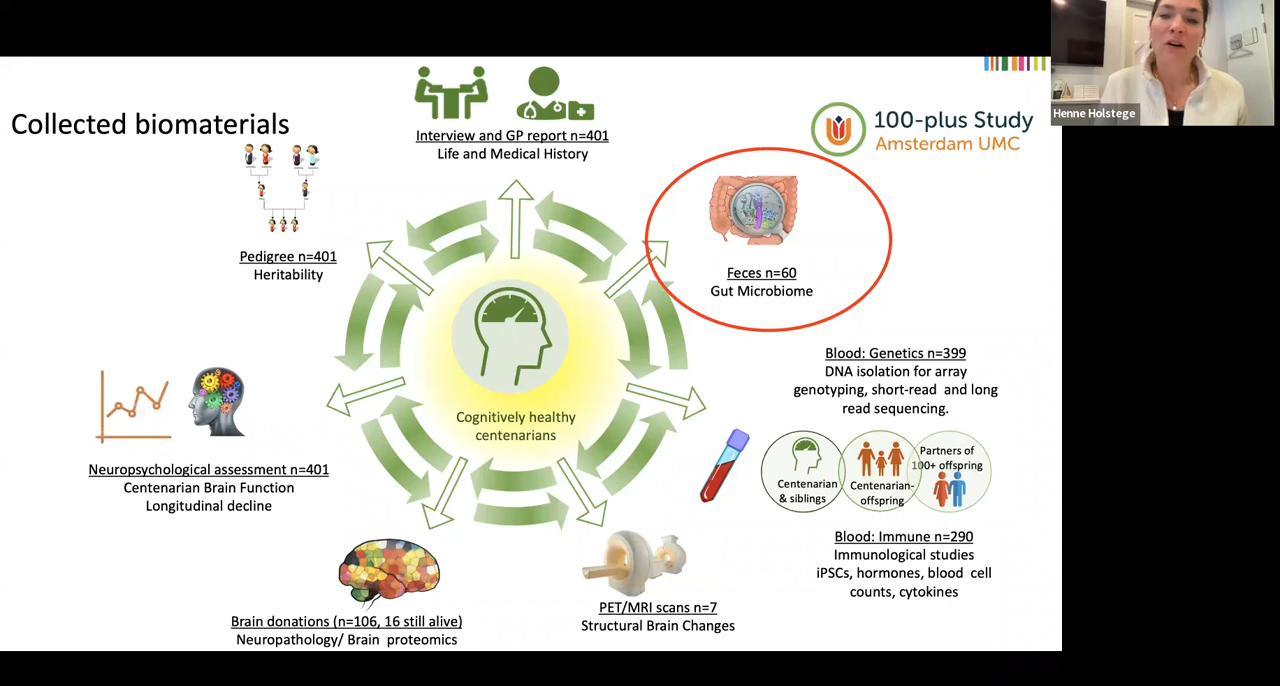 Collected biomaterials
Interview and GP report n=401
Life and Medical History
100-plus Study
Amsterdam UMC
Henne Holstege
Pedigree n=401
Heritability
Feces n=60
Gut Microbiome
Cognitively healthy
centenarians
Blood: Genetics n=399
DNA isolation for array
genotyping, short-read and long
read sequencing.
Neuropsychological assessment n=401
Centenarian Brain Function
Longitudinal decline
Centenarian
& siblings
Centenarian-
offspring
Partners of
100+ offspring
Blood: Immune n=290
Immunological studies
iPSCs, hormones, blood cell
counts, cytokines
Brain donations (n=106, 16 still alive)
Neuropathology/ Brain proteomics
PET/MRI scans n=7
Structural Brain Changes